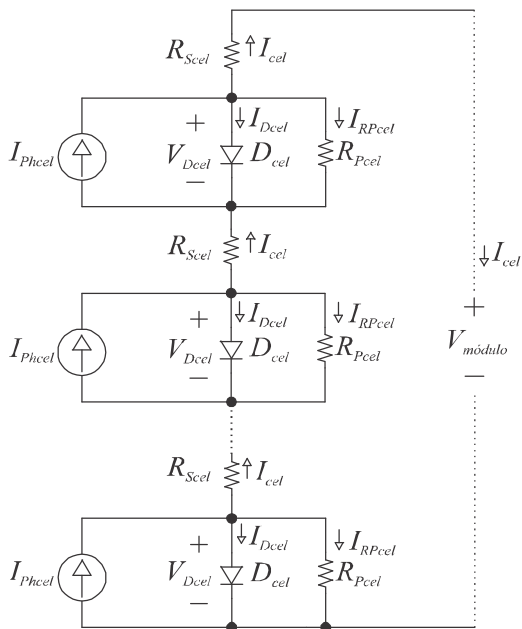 R_Scel I_cel
I_Phcel + V_Dcel − I_Dcel D_cel I_RPcel R_Pcel
R_Scel I_cel
I_cel
I_Phcel + V_Dcel − I_Dcel D_cel I_RPcel R_Pcel
+ V_módulo −
R_Scel I_cel
I_Phcel + V_Dcel − I_Dcel D_cel I_RPcel R_Pcel